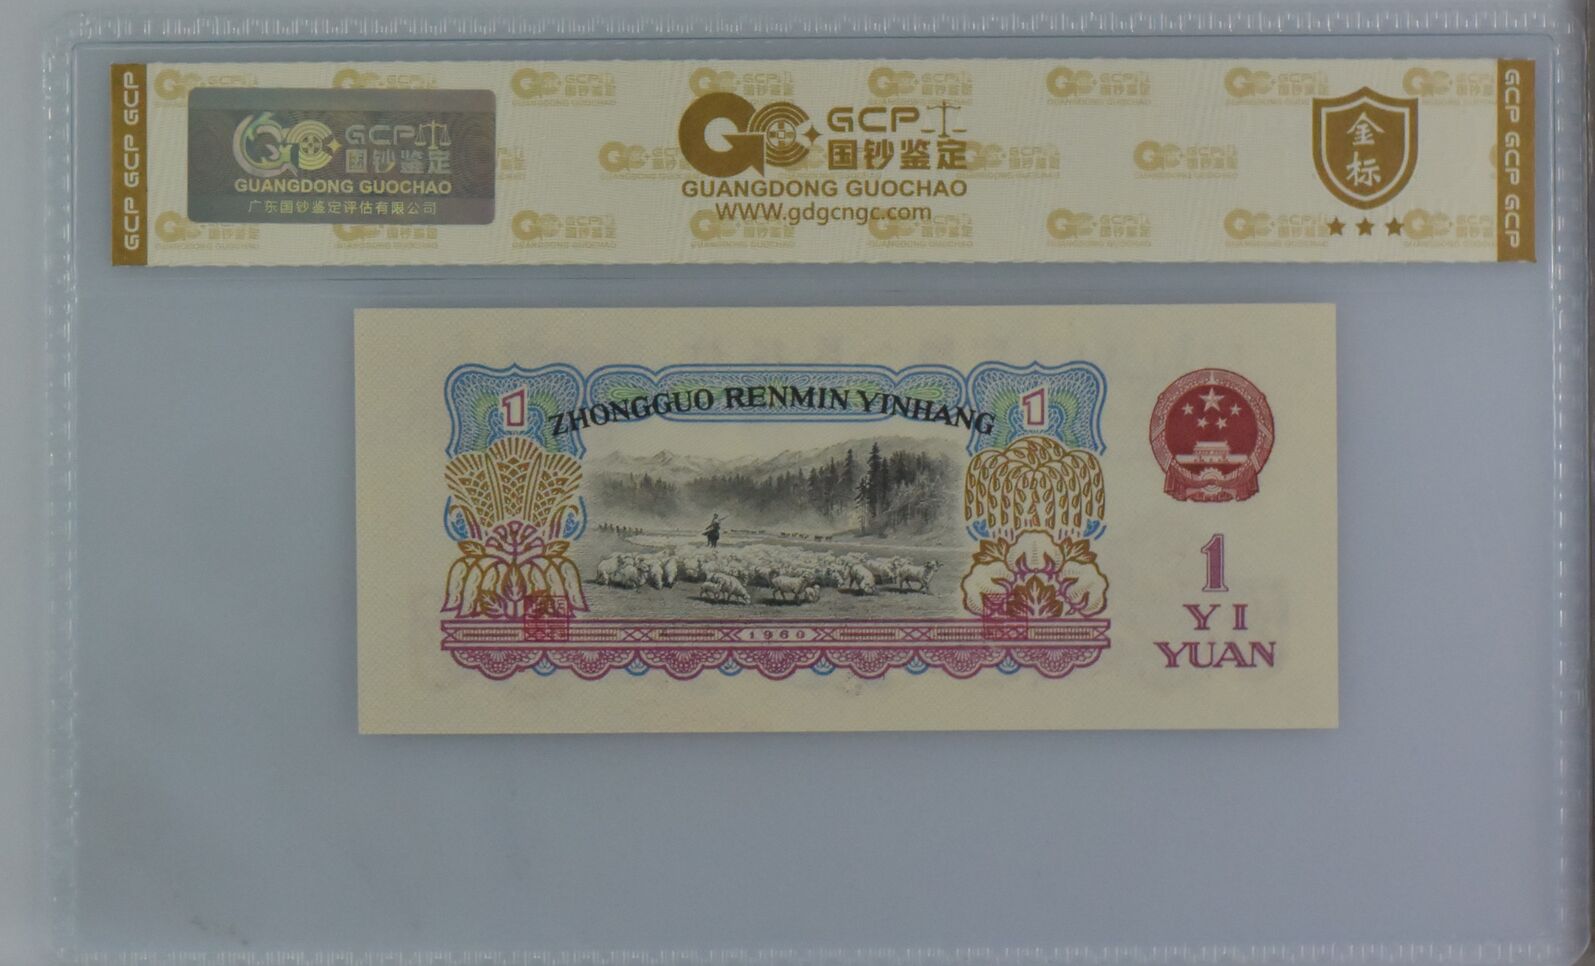 GCP GCP GCP
GCP
国钞鉴定
GUANGDONG GUOCHAO
广东国钞鉴定评估有限公司
GCP
国钞鉴定
GUANGDONG GUOCHAO
WWW.gdgcngc.com
金
标
GCP GCP GCP
1
ZHONGGUO RENMIN YINHANG
1
1960
1
YI
YUAN